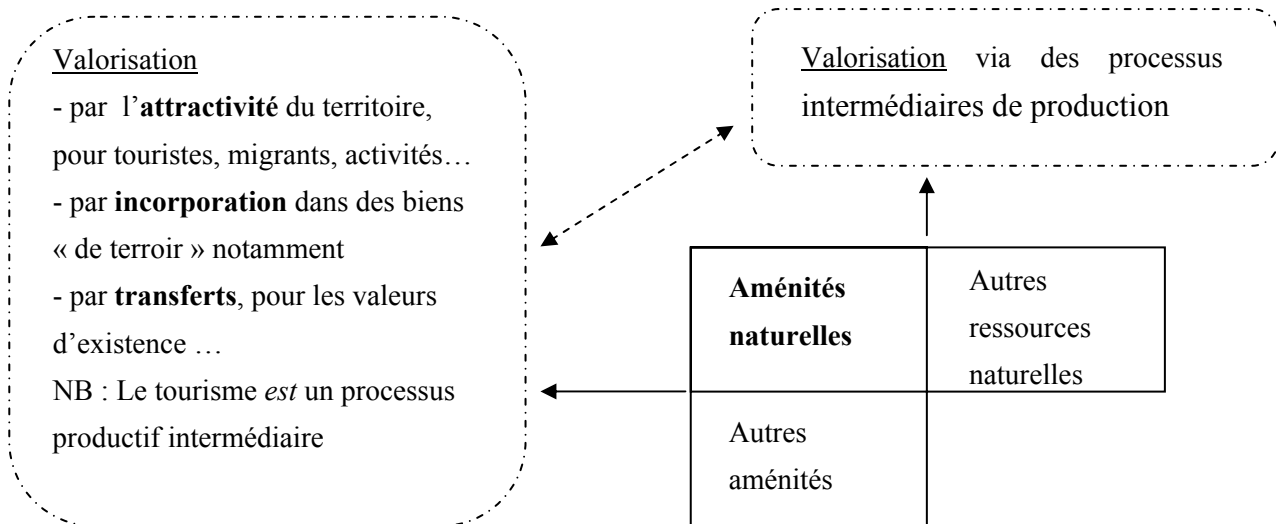 Valorisation
- par l’attractivité du territoire,
pour touristes, migrants, activités…
- par incorporation dans des biens
« de terroir » notamment
- par transferts, pour les valeurs
d’existence …
NB : Le tourisme est un processus
productif intermédiaire
Valorisation via des processus
intermédiaires de production
Aménités
naturelles
Autres
ressources
naturelles
Autres
aménités